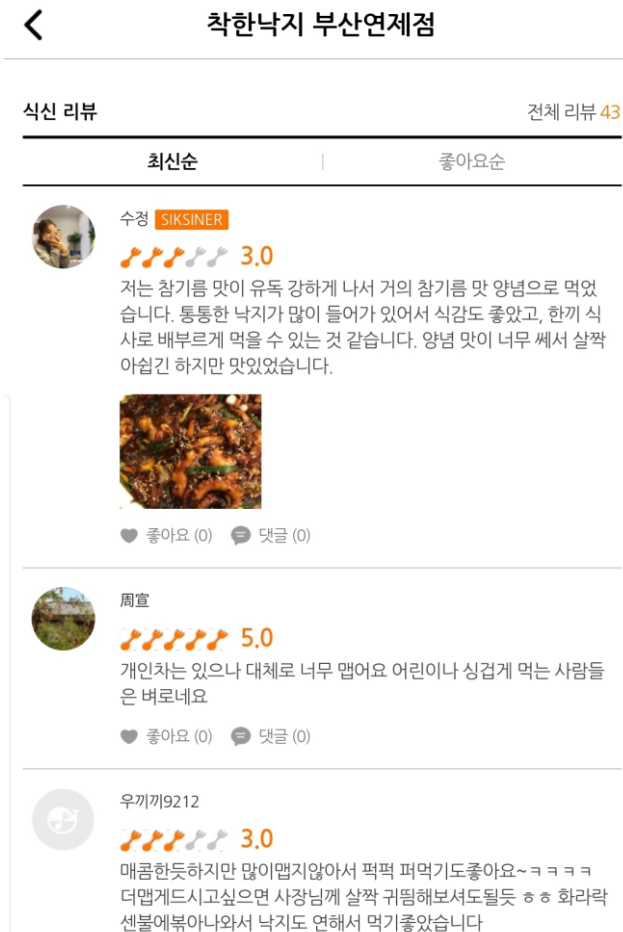 착한낙지 부산연제점
식신 리뷰
전체 리뷰 43
최신순 | 좋아요순
수정 SIKSINER
3.0
저는 참기름 맛이 유독 강하게 나서 거의 참기름 맛 양념으로 먹었
습니다. 통통한 낙지가 많이 들어가 있어서 식감도 좋았고, 한끼 식
사로 배부르게 먹을 수 있는 것 같습니다. 양념 맛이 너무 쎄서 살짝
아쉽긴 하지만 맛있었습니다.
좋아요 (0) 댓글 (0)
周宣
5.0
개인차는 있으나 대체로 너무 맵어요 어린이나 싱겁게 먹는 사람들
은 벼로네요
좋아요 (0) 댓글 (0)
우끼끼9212
3.0
매콤한듯하지만 많이맵지않아서 퍽퍽 퍼먹기도좋아요~ㅋㅋㅋㅋ
더맵게드시고싶으면 사장님께 살짝 귀띔해보셔도될듯 ㅎㅎ 화라락
센불에볶아나와서 낙지도 연해서 먹기좋았습니다